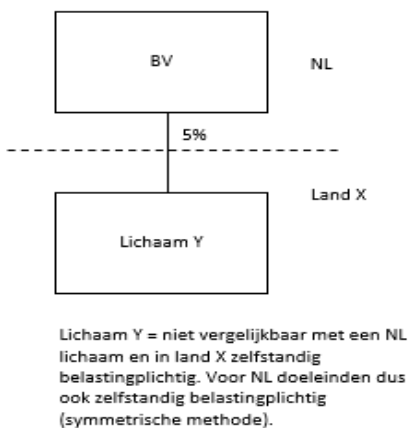 BV
NL
5%
Land X
Lichaam Y
Lichaam Y = niet vergelijkbaar met een NL
lichaam en in land X zelfstandig
belastingplichtig. Voor NL doeleinden dus
ook zelfstandig belastingplichtig
(symmetrische methode).